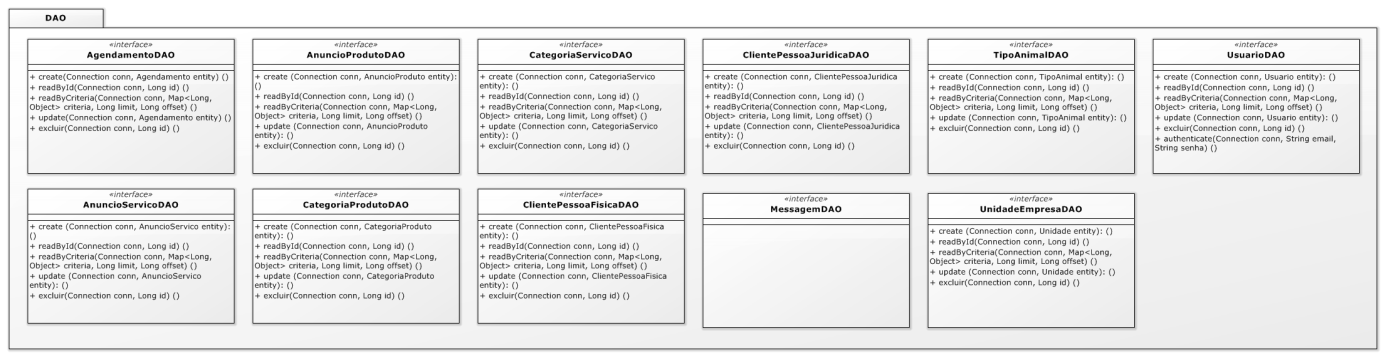 DAO
«interface»
AgendamentoDAO
+ create(Connection conn, Agendamento entity) ()
+ readById(Connection conn, Long id) ()
+ readByCriteria(Connection conn, Map<Long,
Object> criteria, Long limit, Long offset) ()
+ update(Connection conn, Agendamento entity) ()
+ excluir(Connection conn, Long id) ()
«interface»
AnuncioProdutoDAO
+ create (Connection conn, AnuncioProduto entity):
()
+ readById(Connection conn, Long id) ()
+ readByCriteria(Connection conn, Map<Long,
Object> criteria, Long limit, Long offset) ()
+ update (Connection conn, AnuncioProduto
entity): ()
+ excluir(Connection conn, Long id) ()
«interface»
CategoriaServicoDAO
+ create (Connection conn, CategoriaServico
entity): ()
+ readById(Connection conn, Long id) ()
+ readByCriteria(Connection conn, Map<Long,
Object> criteria, Long limit, Long offset) ()
+ update (Connection conn, CategoriaServico
entity): ()
+ excluir(Connection conn, Long id) ()
«interface»
ClientePessoaJuridicaDAO
+ create (Connection conn, ClientePessoaJuridica
entity): ()
+ readById(Connection conn, Long id) ()
+ readByCriteria(Connection conn, Map<Long,
Object> criteria, Long limit, Long offset) ()
+ update (Connection conn, ClientePessoaJuridica
entity): ()
+ excluir(Connection conn, Long id) ()
«interface»
TipoAnimalDAO
+ create (Connection conn, TipoAnimal entity): ()
+ readById(Connection conn, Long id) ()
+ readByCriteria(Connection conn, Map<Long,
Object> criteria, Long limit, Long offset) ()
+ update (Connection conn, TipoAnimal entity): ()
+ excluir(Connection conn, Long id) ()
«interface»
UsuarioDAO
+ create (Connection conn, Usuario entity): ()
+ readById(Connection conn, Long id) ()
+ readByCriteria(Connection conn, Map<Long,
Object> criteria, Long limit, Long offset) ()
+ update (Connection conn, Usuario entity): ()
+ excluir(Connection conn, Long id) ()
+ authenticate(Connection conn, String email,
String senha) ()
«interface»
AnuncioServicoDAO
+ create (Connection conn, AnuncioServico entity):
()
+ readById(Connection conn, Long id) ()
+ readByCriteria(Connection conn, Map<Long,
Object> criteria, Long limit, Long offset) ()
+ update (Connection conn, AnuncioServico
entity): ()
+ excluir(Connection conn, Long id) ()
«interface»
CategoriaProdutoDAO
+ create (Connection conn, CategoriaProduto
entity): ()
+ readById(Connection conn, Long id) ()
+ readByCriteria(Connection conn, Map<Long,
Object> criteria, Long limit, Long offset) ()
+ update (Connection conn, CategoriaProduto
entity): ()
+ excluir(Connection conn, Long id) ()
«interface»
ClientePessoaFisicaDAO
+ create (Connection conn, ClientePessoaFisica
entity): ()
+ readById(Connection conn, Long id) ()
+ readByCriteria(Connection conn, Map<Long,
Object> criteria, Long limit, Long offset) ()
+ update (Connection conn, ClientePessoaFisica
entity): ()
+ excluir(Connection conn, Long id) ()
«interface»
MessagemDAO
«interface»
UnidadeEmpresaDAO
+ create (Connection conn, Unidade entity): ()
+ readById(Connection conn, Long id) ()
+ readByCriteria(Connection conn, Map<Long,
Object> criteria, Long limit, Long offset) ()
+ update (Connection conn, Unidade entity): ()
+ excluir(Connection conn, Long id) ()